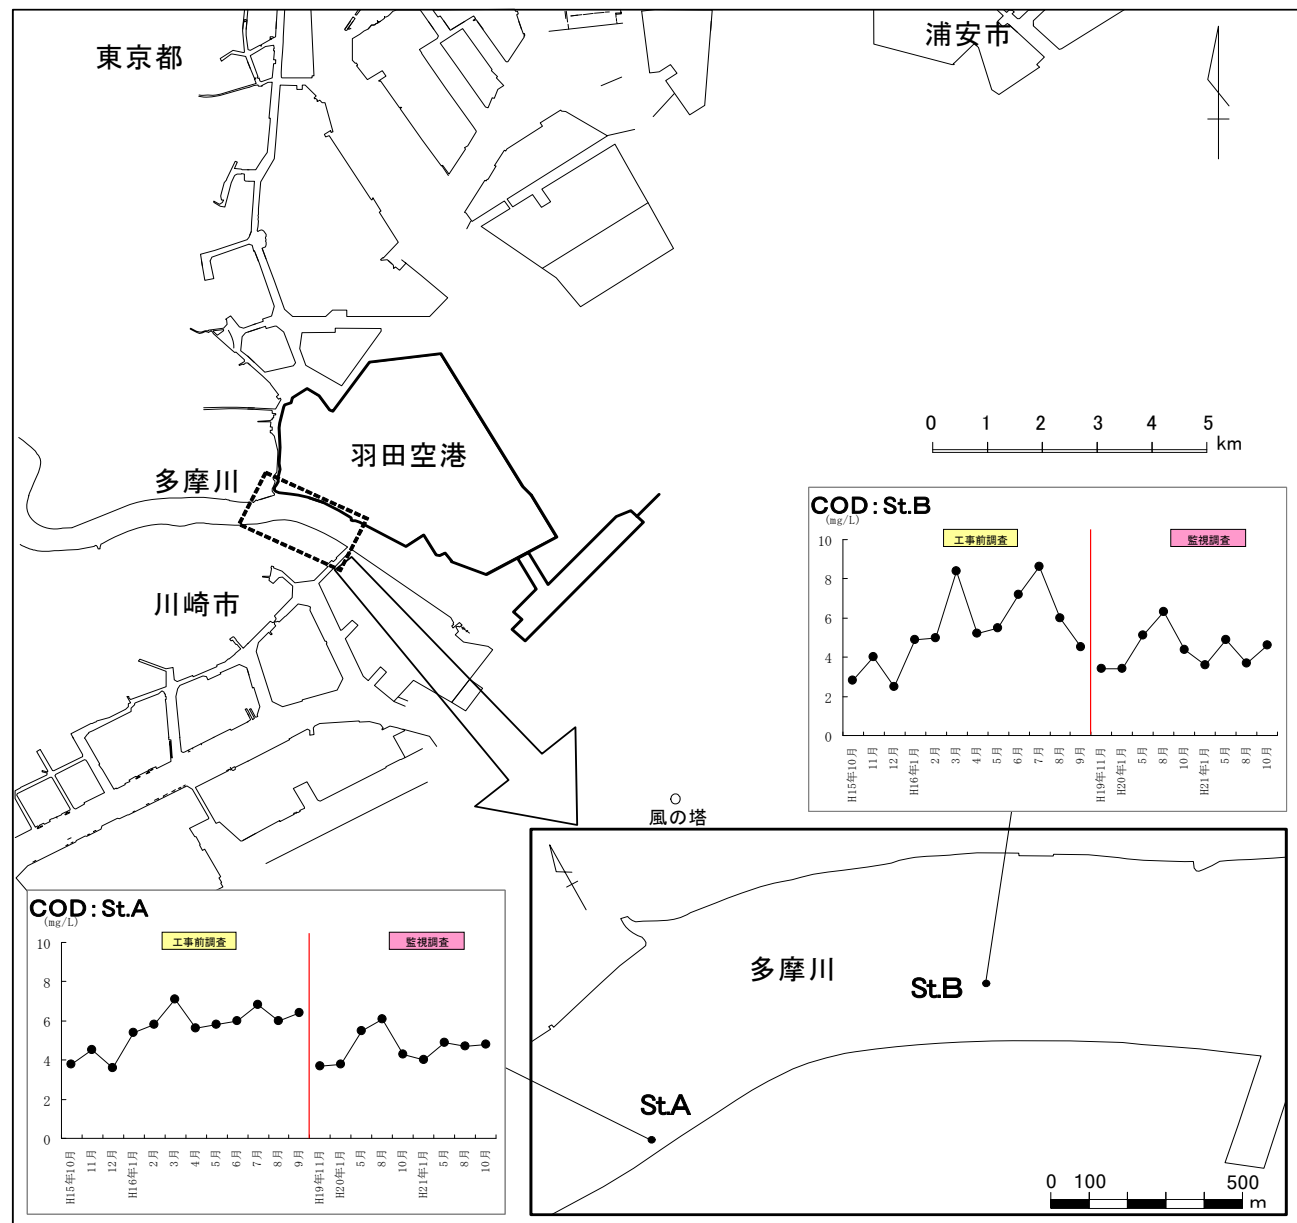 東京都
浦安市
羽田空港
0 1 2 3 4 5
km
多摩川
川崎市
COD:St.B
(mg/L)
工事前調査
監視調査
10
8
6
4
2
0
H15年10月
11月
12月
H16年1月
2月
3月
4月
5月
6月
7月
8月
9月
H19年11月
H20年1月
5月
8月
10月
H21年1月
5月
8月
10月
風の塔
COD:St.A
(mg/L)
工事前調査
監視調査
10
8
6
4
2
0
H15年10月
11月
12月
H16年1月
2月
3月
4月
5月
6月
7月
8月
9月
H19年11月
H20年1月
5月
8月
10月
H21年1月
5月
8月
10月
多摩川
St.B
St.A
0 100 500
m